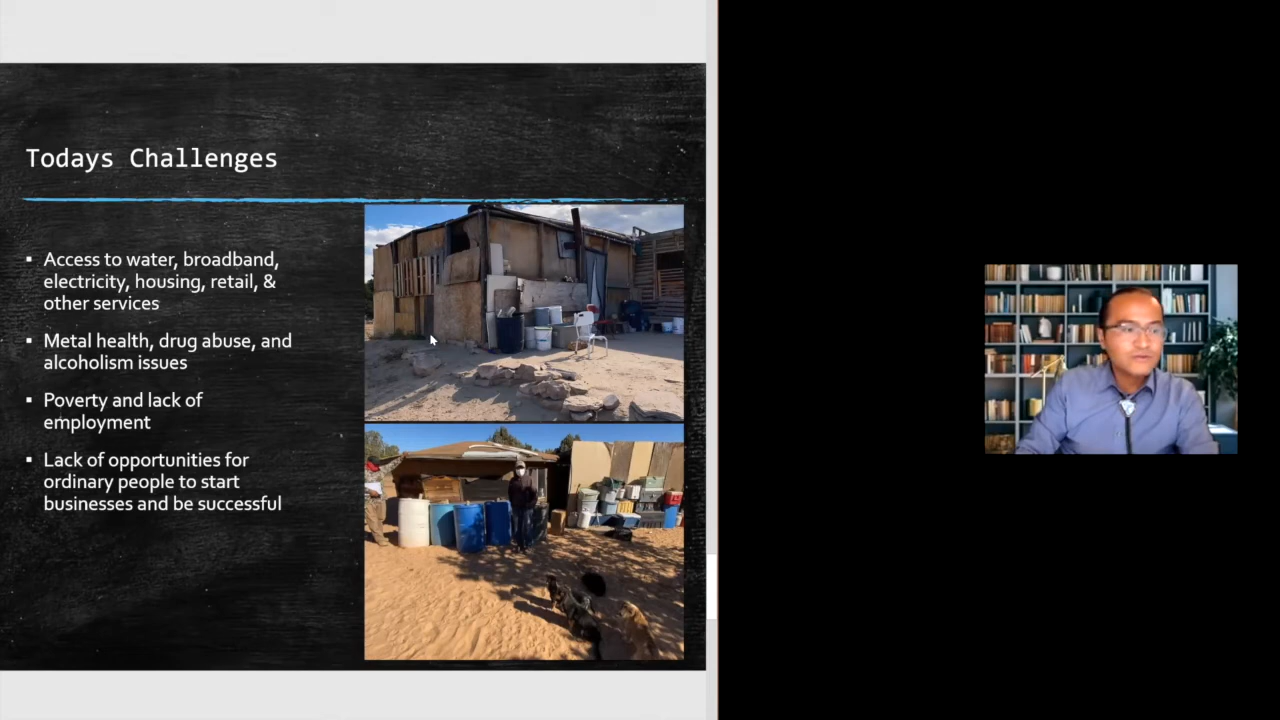 Todays Challenges
▪ Access to water, broadband,
electricity, housing, retail, &
other services
▪ Metal health, drug abuse, and
alcoholism issues
▪ Poverty and lack of
employment
▪ Lack of opportunities for
ordinary people to start
businesses and be successful